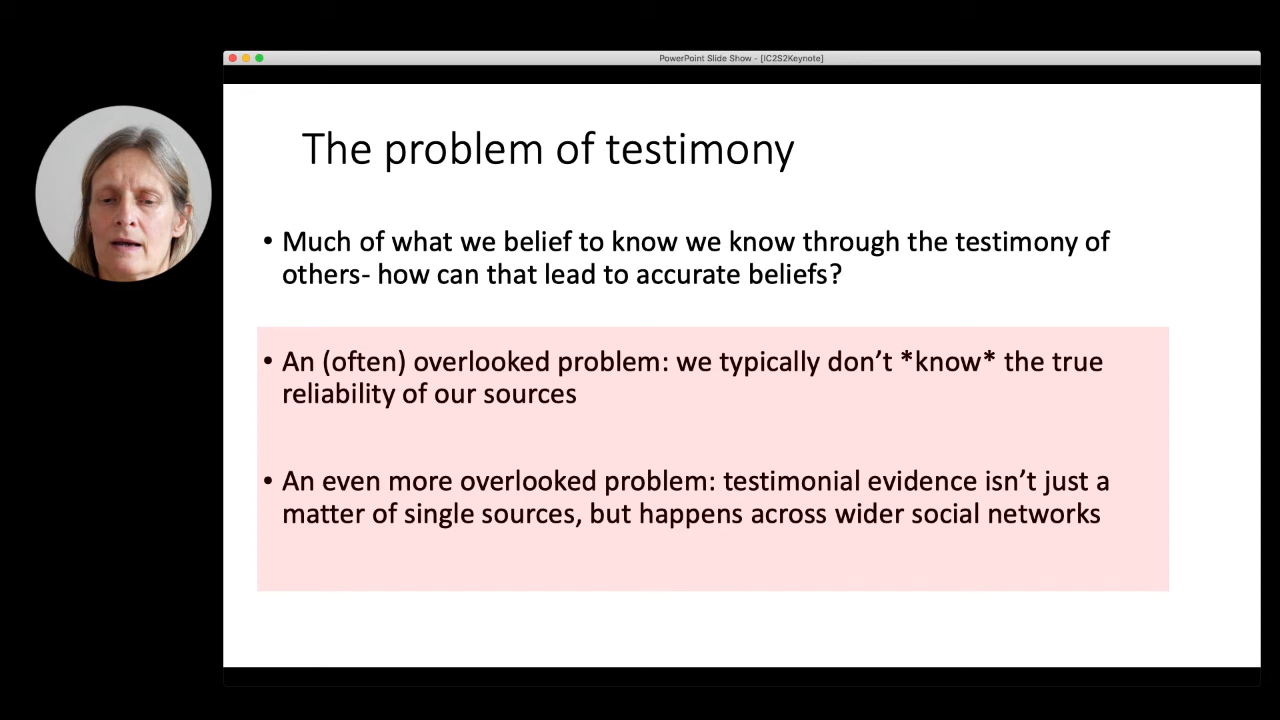 PowerPoint Slide Show - [IC2S2Keynote]
The problem of testimony
• Much of what we belief to know we know through the testimony of
others- how can that lead to accurate beliefs?
• An (often) overlooked problem: we typically don’t *know* the true
reliability of our sources
• An even more overlooked problem: testimonial evidence isn’t just a
matter of single sources, but happens across wider social networks